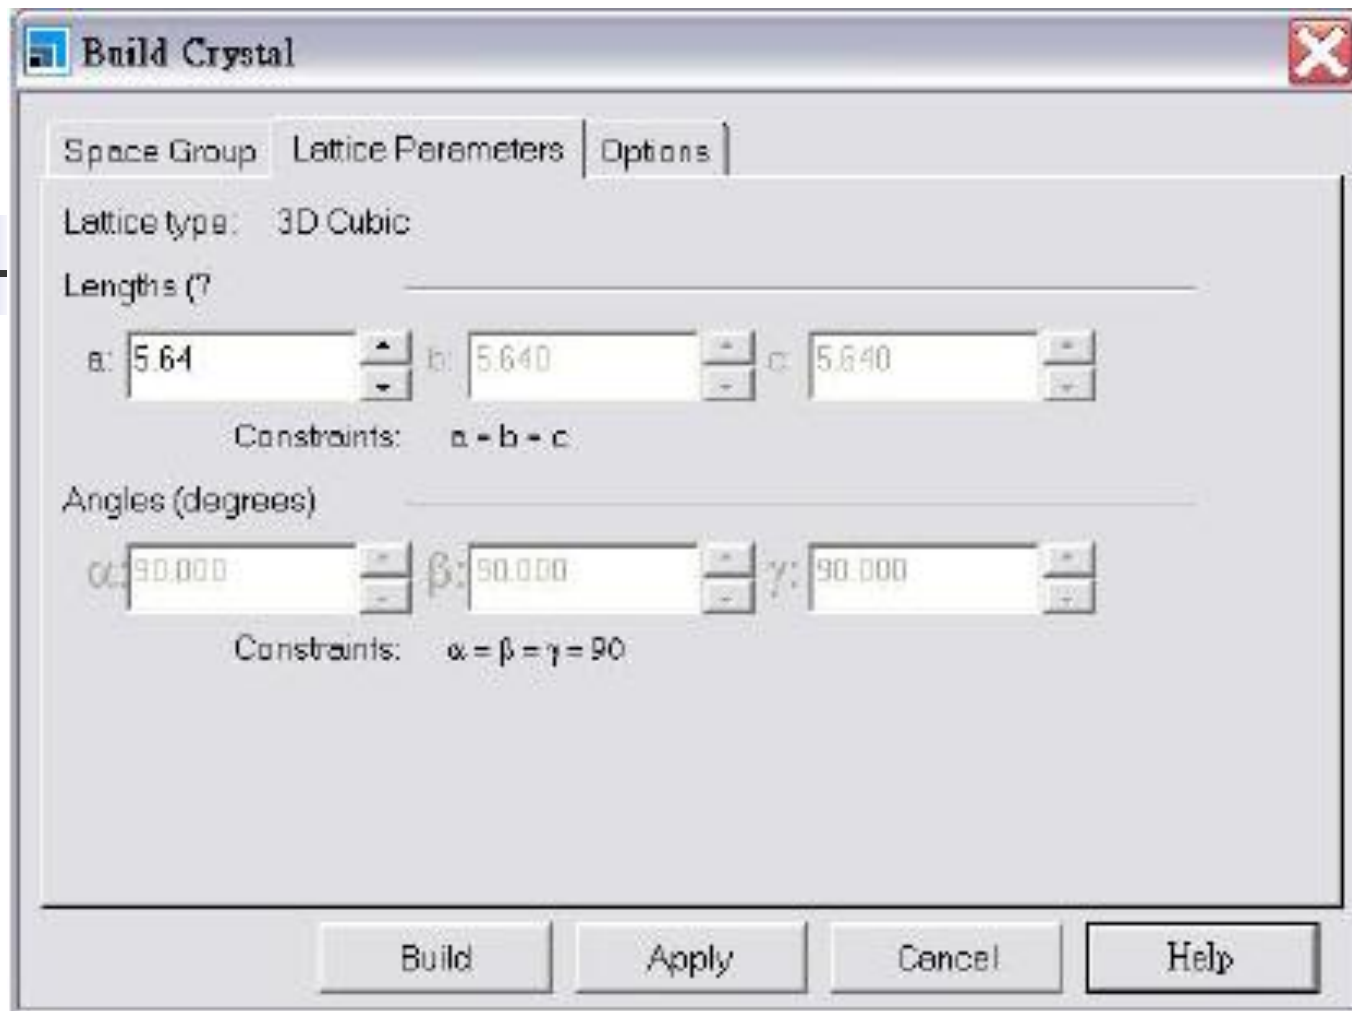 Build Crystal
Space Group Lattice Parameters Options
Lattice type: 3D Cubic
Lengths (?
a: 5.64 b: 5.640 c: 5.640
Constraints: a = b = c
Angles (degrees)
α: 90.000 β: 90.000 γ: 90.000
Constraints: α = β = γ = 90
Build Apply Cancel Help